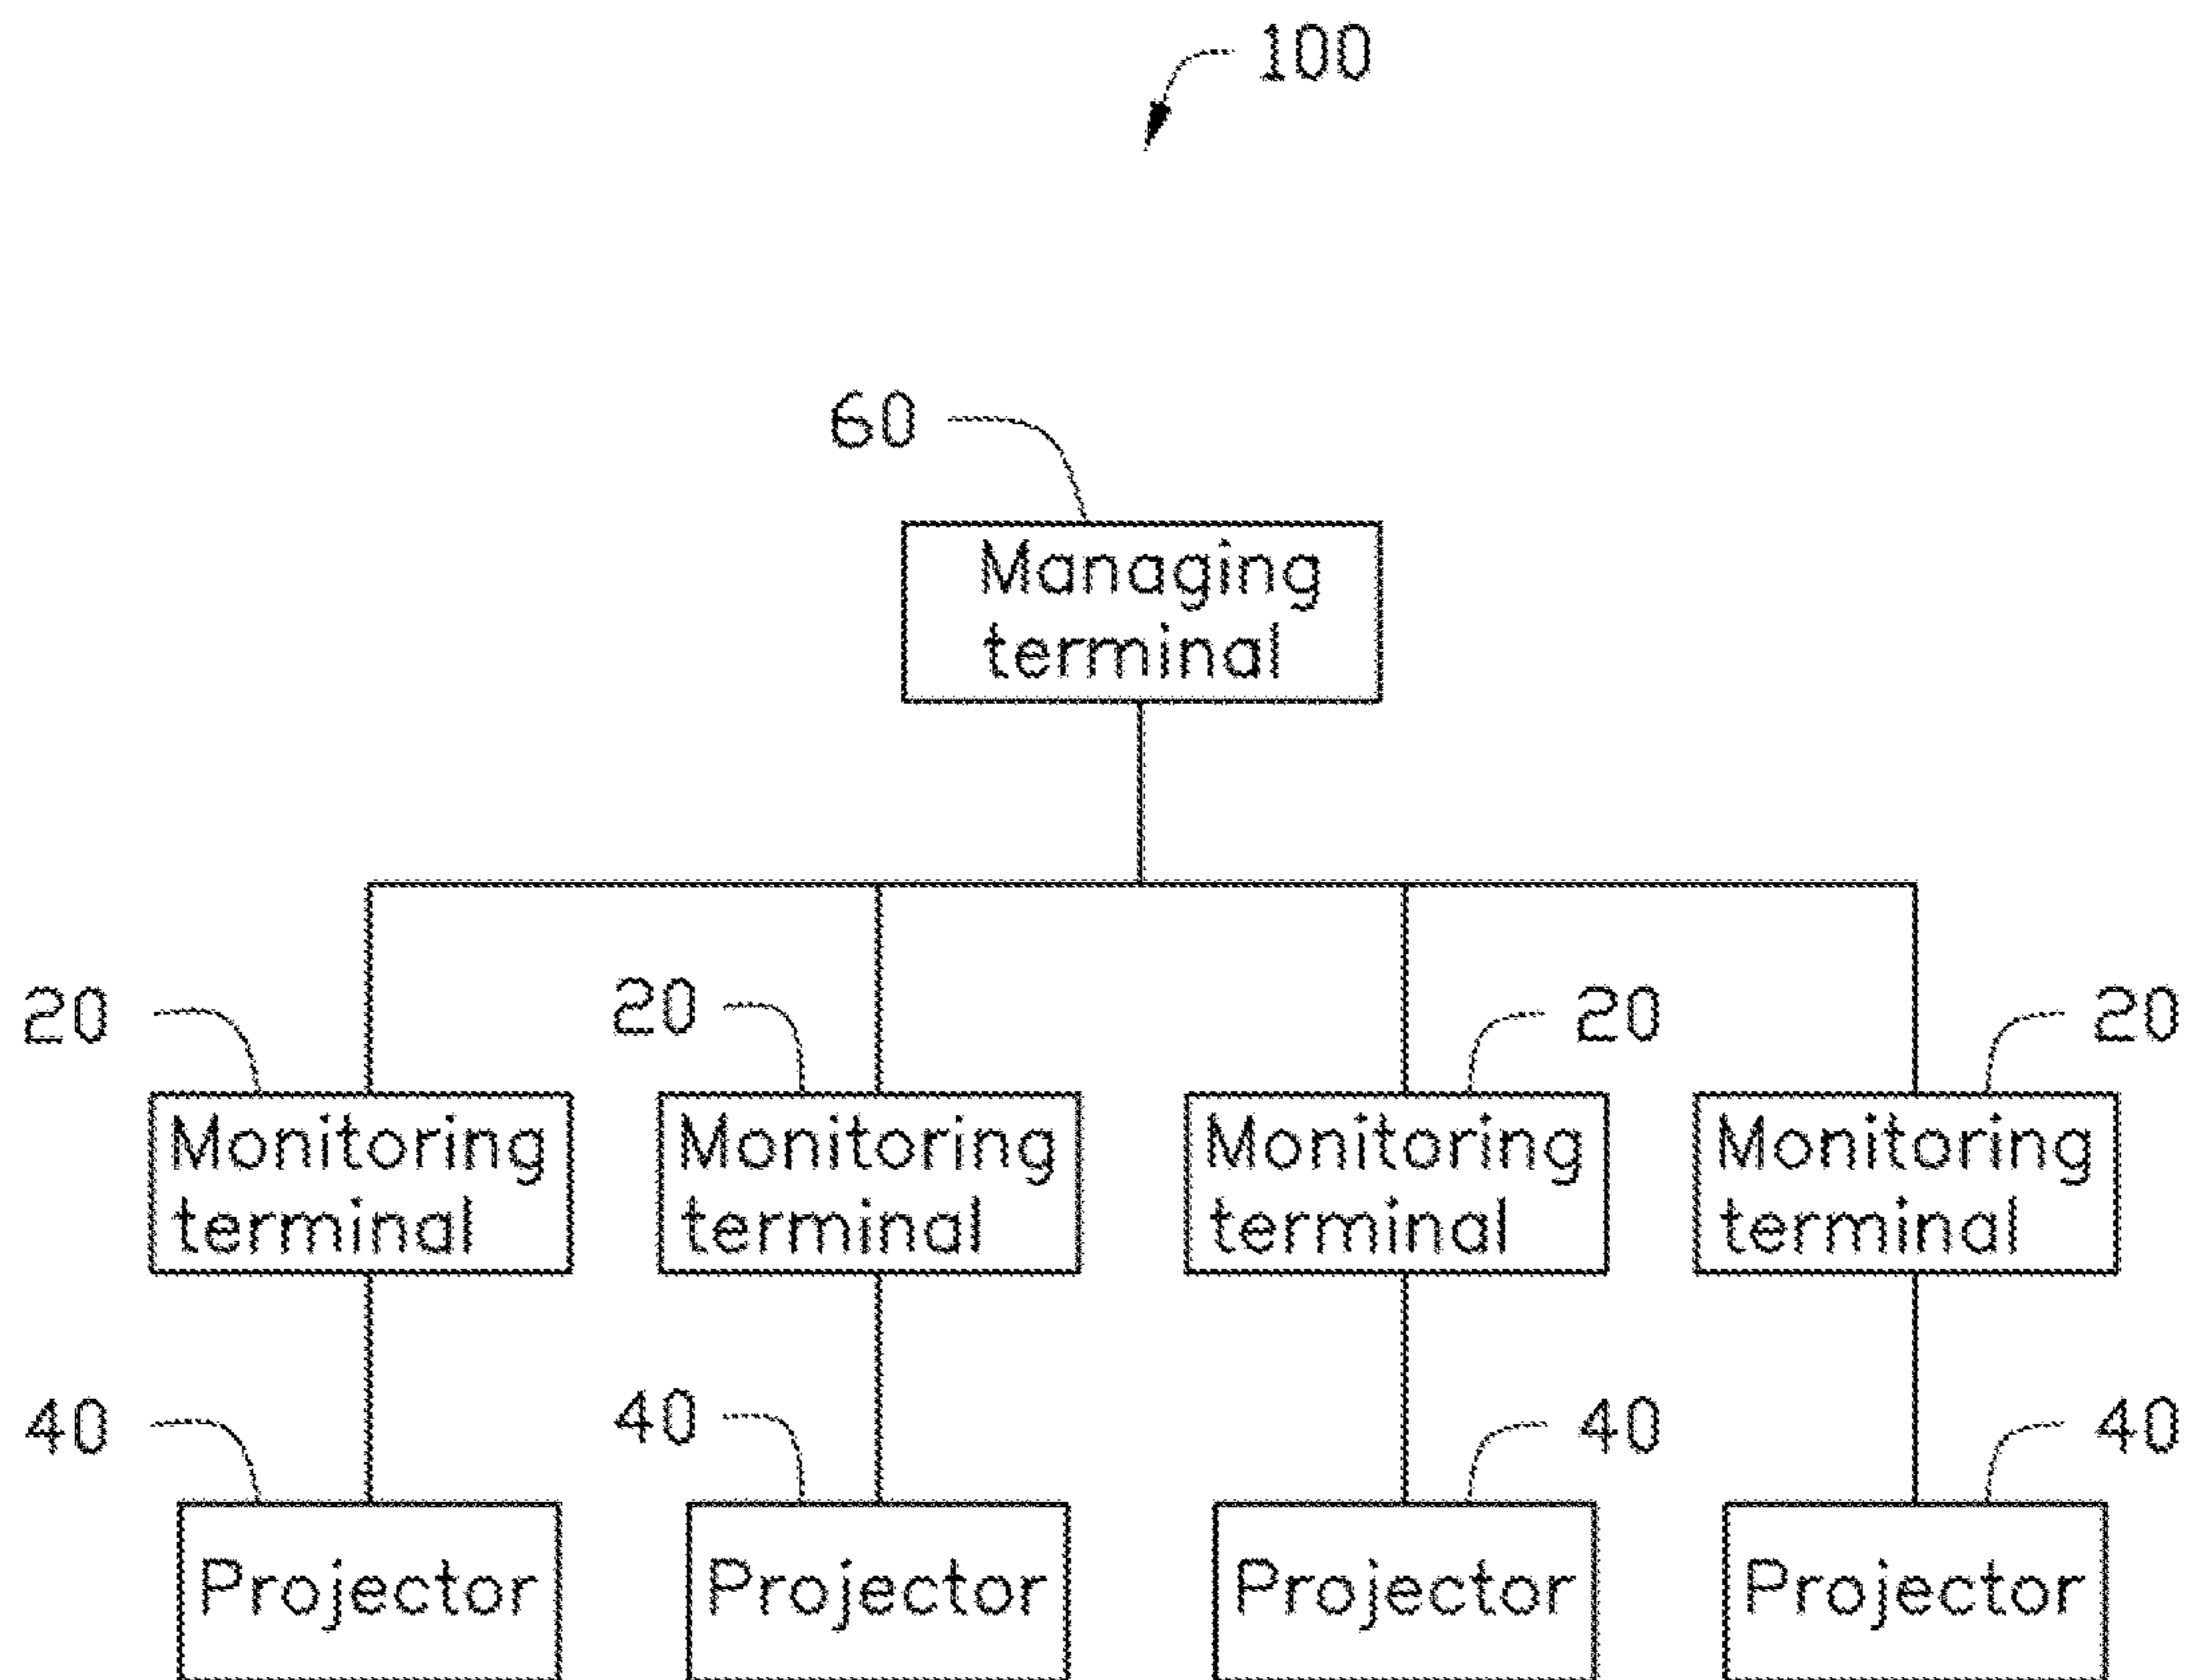 100
60
Managing
terminal
20 20 20 20
Monitoring Monitoring Monitoring Monitoring
terminal terminal terminal terminal
40 40 40 40
Projector Projector Projector Projector